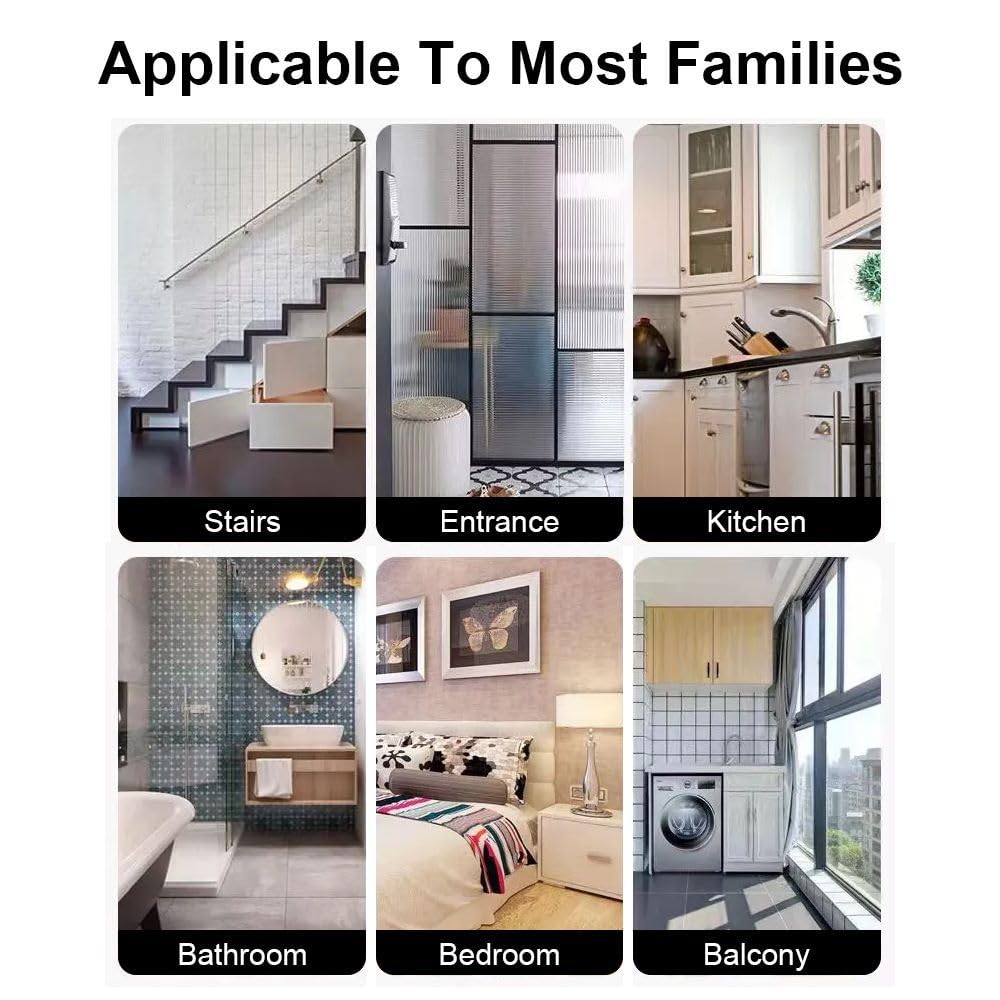 Applicable To Most Families
Stairs
Entrance
Kitchen
Bathroom
Bedroom
Balcony